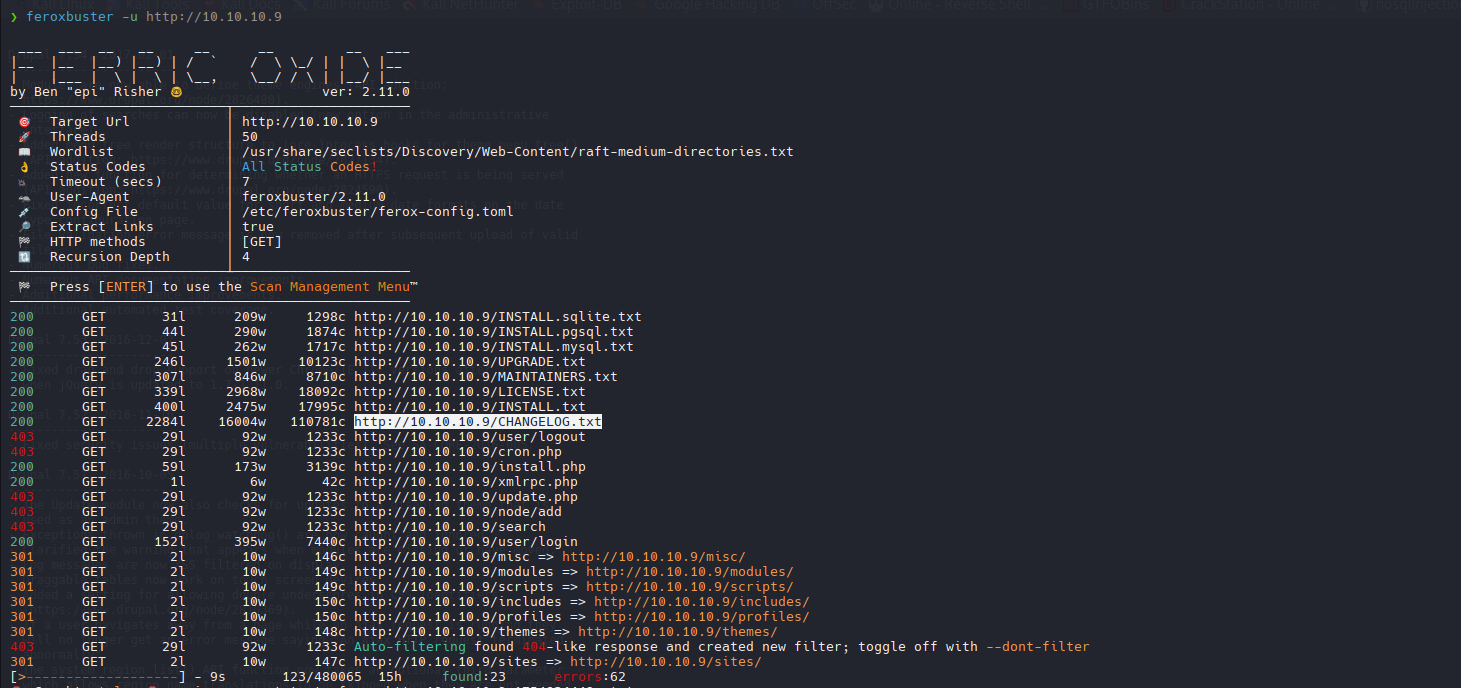 ❯ feroxbuster -u http://10.10.10.9
 ___  ___  __   __     __      __         __   ___
|__  |__  |__) |__) | /  `    /  \ \_/ | |  \ |__
|    |___ |  \ |  \ | \__,    \__/ / \ | |__/ |___
by Ben "epi" Risher 🤓                 ver: 2.11.0
🎯 Target Url │ http://10.10.10.9
🚀 Threads │ 50
📖 Wordlist │ /usr/share/seclists/Discovery/Web-Content/raft-medium-directories.txt
👌 Status Codes │ All Status Codes!
💥 Timeout (secs) │ 7
🦡 User-Agent │ feroxbuster/2.11.0
💉 Config File │ /etc/feroxbuster/ferox-config.toml
🔎 Extract Links │ true
🏁 HTTP methods │ [GET]
🔃 Recursion Depth │ 4
🏁 Press [ENTER] to use the Scan Management Menu™
200 GET 31l 209w 1298c http://10.10.10.9/INSTALL.sqlite.txt
200 GET 44l 290w 1874c http://10.10.10.9/INSTALL.pgsql.txt
200 GET 45l 262w 1717c http://10.10.10.9/INSTALL.mysql.txt
200 GET 246l 1501w 10123c http://10.10.10.9/UPGRADE.txt
200 GET 307l 846w 8710c http://10.10.10.9/MAINTAINERS.txt
200 GET 339l 2968w 18092c http://10.10.10.9/LICENSE.txt
200 GET 400l 2475w 17995c http://10.10.10.9/INSTALL.txt
200 GET 2284l 16004w 110781c http://10.10.10.9/CHANGELOG.txt
403 GET 29l 92w 1233c http://10.10.10.9/user/logout
403 GET 29l 92w 1233c http://10.10.10.9/cron.php
200 GET 59l 173w 3139c http://10.10.10.9/install.php
200 GET 1l 6w 42c http://10.10.10.9/xmlrpc.php
403 GET 29l 92w 1233c http://10.10.10.9/update.php
403 GET 29l 92w 1233c http://10.10.10.9/node/add
403 GET 29l 92w 1233c http://10.10.10.9/search
200 GET 152l 395w 7440c http://10.10.10.9/user/login
301 GET 2l 10w 146c http://10.10.10.9/misc => http://10.10.10.9/misc/
301 GET 2l 10w 149c http://10.10.10.9/modules => http://10.10.10.9/modules/
301 GET 2l 10w 149c http://10.10.10.9/scripts => http://10.10.10.9/scripts/
301 GET 2l 10w 150c http://10.10.10.9/includes => http://10.10.10.9/includes/
301 GET 2l 10w 150c http://10.10.10.9/profiles => http://10.10.10.9/profiles/
301 GET 2l 10w 148c http://10.10.10.9/themes => http://10.10.10.9/themes/
403 GET 29l 92w 1233c Auto-filtering found 404-like response and created new filter; toggle off with --dont-filter
301 GET 2l 10w 147c http://10.10.10.9/sites => http://10.10.10.9/sites/
[>-------------------] - 9s 123/480065 15h found:23 errors:62